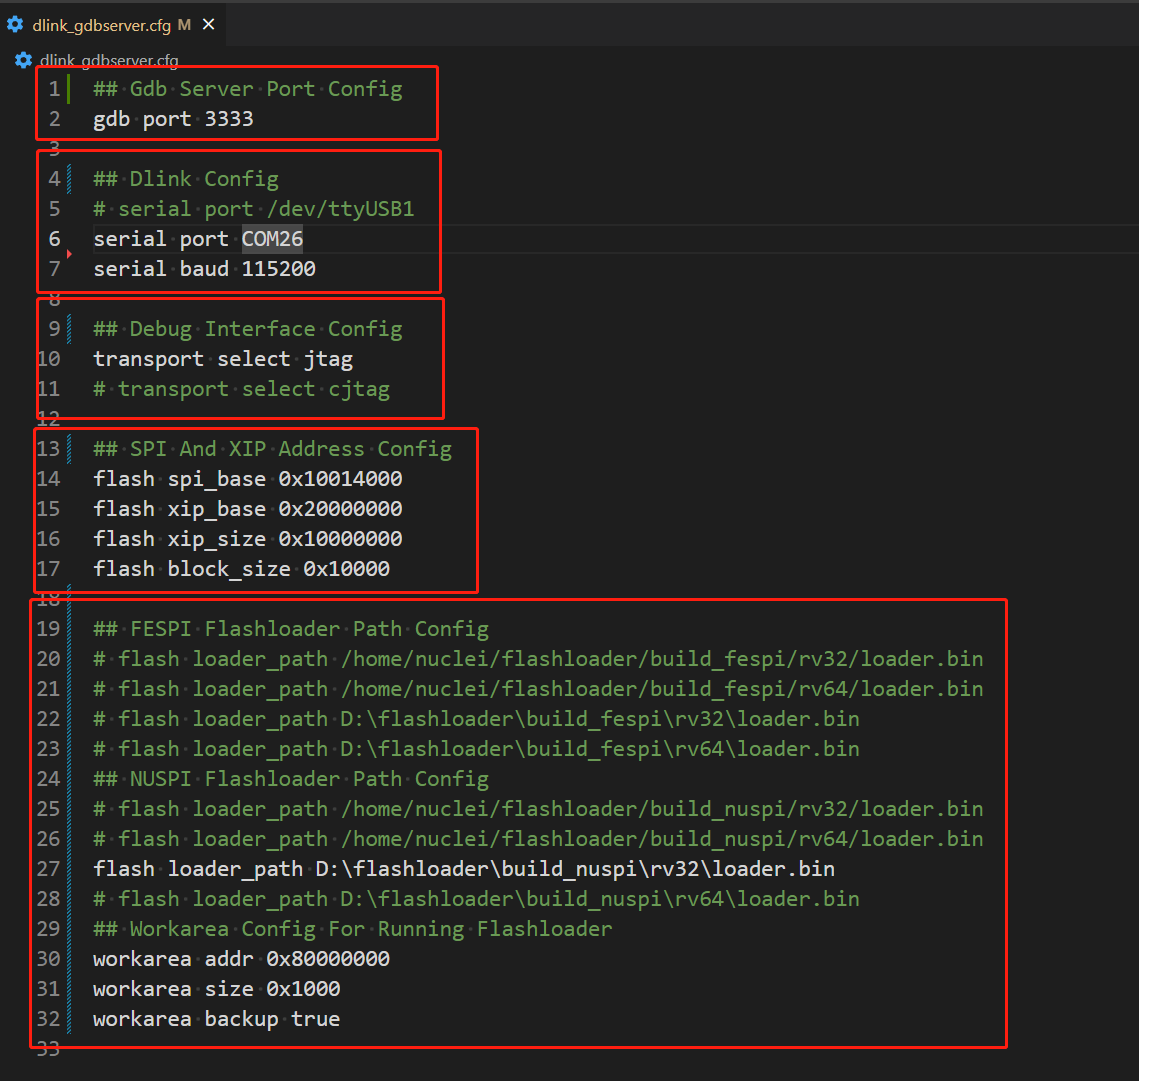 dlink_gdbserver.cfg M
dlink_gdbserver.cfg
1 ## Gdb Server Port Config
2 gdb port 3333
3
4 ## Dlink Config
5 # serial port /dev/ttyUSB1
6 serial port COM26
7 serial baud 115200
8
9 ## Debug Interface Config
10 transport select jtag
11 # transport select cjtag
12
13 ## SPI And XIP Address Config
14 flash spi_base 0x10014000
15 flash xip_base 0x20000000
16 flash xip_size 0x10000000
17 flash block_size 0x10000
18
19 ## FESPI Flashloader Path Config
20 # flash loader_path /home/nuclei/flashloader/build_fespi/rv32/loader.bin
21 # flash loader_path /home/nuclei/flashloader/build_fespi/rv64/loader.bin
22 # flash loader_path D:\flashloader\build_fespi\rv32\loader.bin
23 # flash loader_path D:\flashloader\build_fespi\rv64\loader.bin
24 ## NUSPI Flashloader Path Config
25 # flash loader_path /home/nuclei/flashloader/build_nuspi/rv32/loader.bin
26 # flash loader_path /home/nuclei/flashloader/build_nuspi/rv64/loader.bin
27 flash loader_path D:\flashloader\build_nuspi\rv32\loader.bin
28 # flash loader_path D:\flashloader\build_nuspi\rv64\loader.bin
29 ## Workarea Config For Running Flashloader
30 workarea addr 0x80000000
31 workarea size 0x1000
32 workarea backup true
33